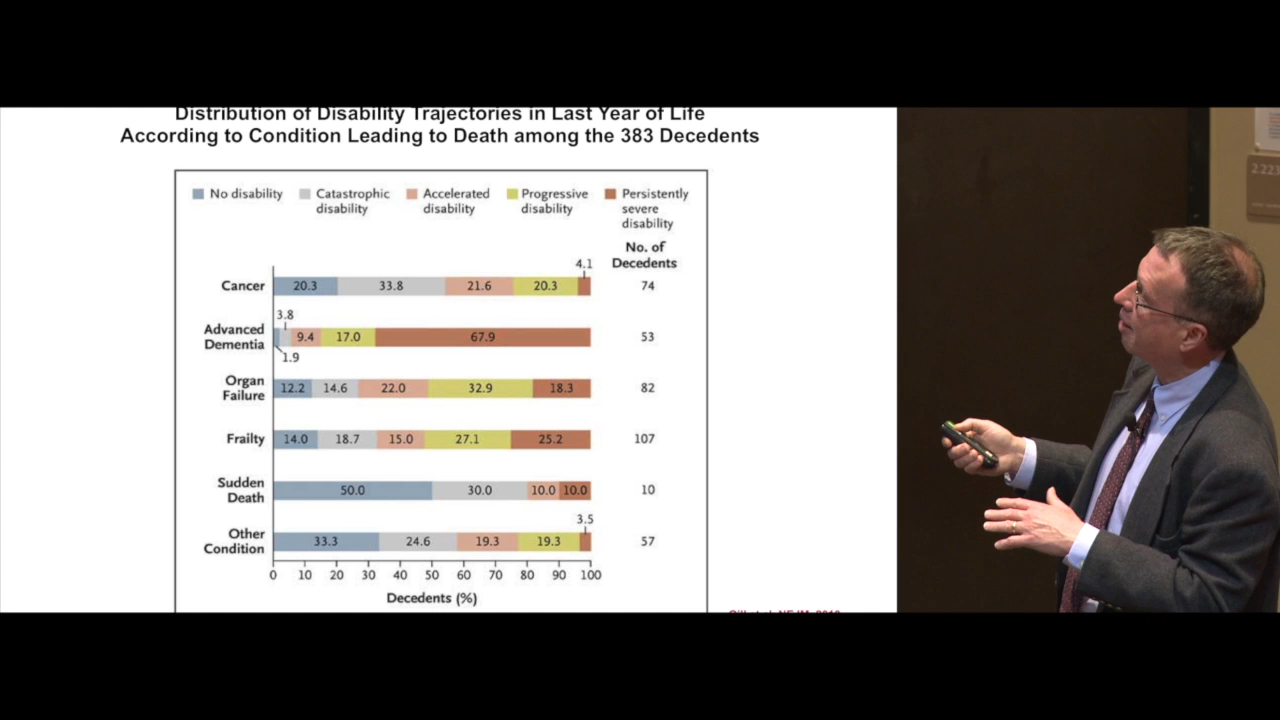 Distribution of Disability Trajectories in Last Year of Life
According to Condition Leading to Death among the 383 Decedents
No disability
Catastrophic
disability
Accelerated
disability
Progressive
disability
Persistently
severe
disability
No. of
Decedents
4.1
Cancer
20.3 33.8 21.6 20.3
74
3.8
Advanced
Dementia
9.4 17.0 67.9
53
1.9
Organ
Failure
12.2 14.6 22.0 32.9 18.3
82
Frailty
14.0 18.7 15.0 27.1 25.2
107
Sudden
Death
50.0 30.0 10.0 10.0
10
3.5
Other
Condition
33.3 24.6 19.3 19.3
57
0 10 20 30 40 50 60 70 80 90 100
Decedents (%)
2.223